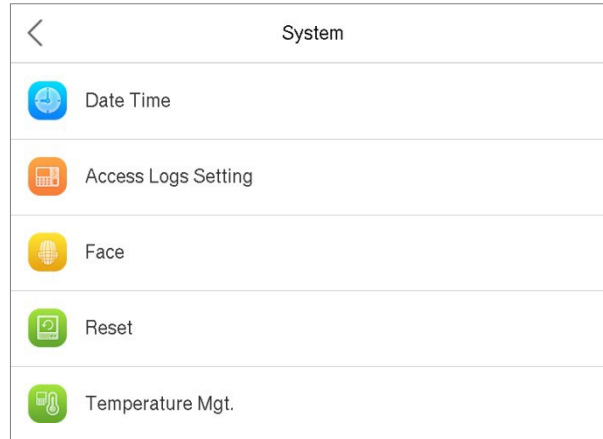 System
Date Time
Access Logs Setting
Face
Reset
Temperature Mgt.